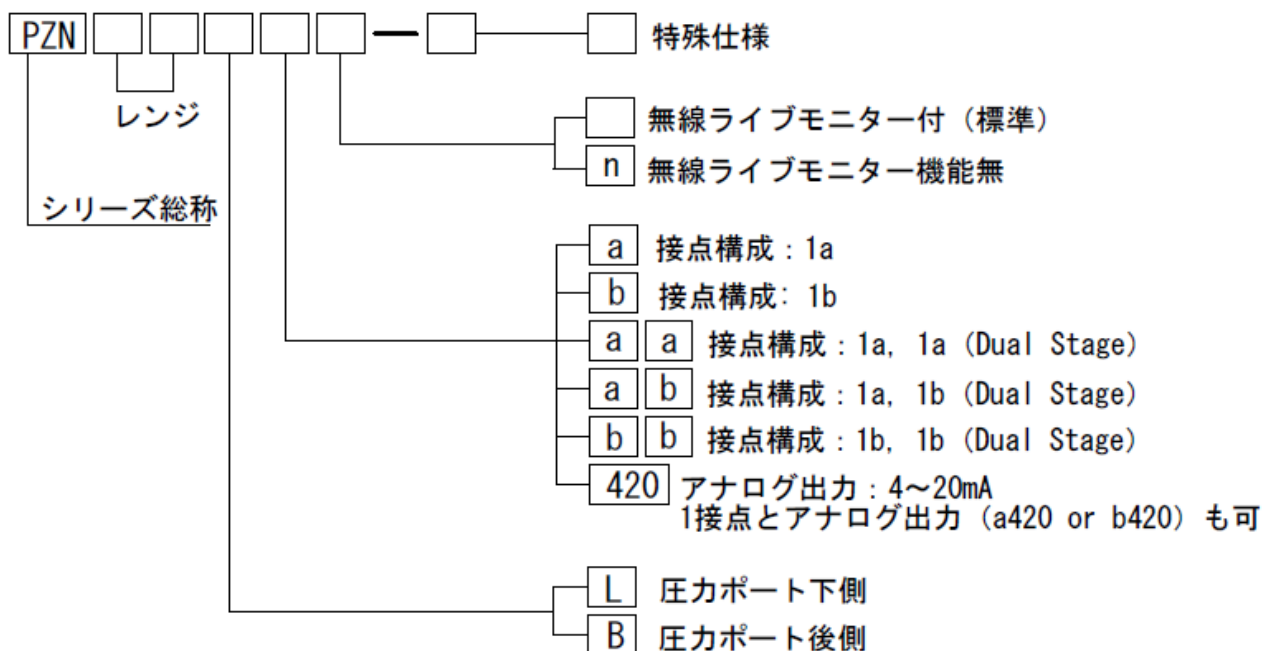 PZN 特殊仕様
レンジ
無線ライブモニター付（標準）
n 無線ライブモニター機能無
シリーズ総称
a 接点構成：1a
b 接点構成: 1b
a a 接点構成：1a, 1a (Dual Stage)
a b 接点構成：1a, 1b (Dual Stage)
b b 接点構成：1b, 1b (Dual Stage)
420 アナログ出力：4～20mA
1接点とアナログ出力（a420 or b420）も可
L 圧力ポート下側
B 圧力ポート後側